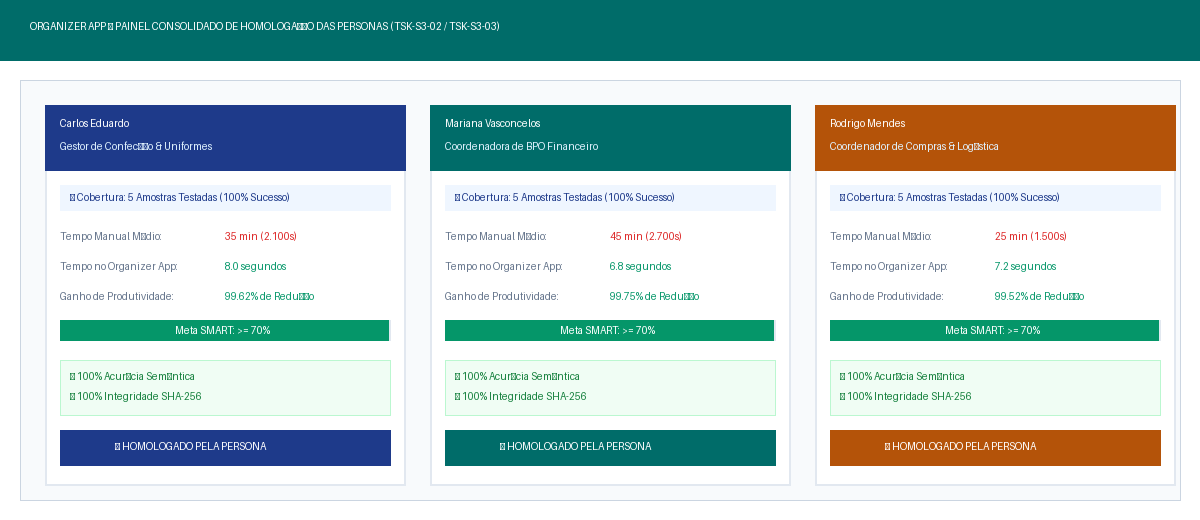 ORGANIZER APP ☒ PAINEL CONSOLIDADO DE HOMOLOGA☒☒O DAS PERSONAS (TSK-S3-02 / TSK-S3-03)
Carlos Eduardo
Gestor de Confec☒☒o & Uniformes
☒ Cobertura: 5 Amostras Testadas (100% Sucesso)
Tempo Manual M☒dio: 35 min (2.100s)
Tempo no Organizer App: 8.0 segundos
Ganho de Produtividade: 99.62% de Redu☒☒o
Meta SMART: >= 70%
☒ 100% Acur☒cia Sem☒ntica
☒ 100% Integridade SHA-256
☒ HOMOLOGADO PELA PERSONA
Mariana Vasconcelos
Coordenadora de BPO Financeiro
☒ Cobertura: 5 Amostras Testadas (100% Sucesso)
Tempo Manual M☒dio: 45 min (2.700s)
Tempo no Organizer App: 6.8 segundos
Ganho de Produtividade: 99.75% de Redu☒☒o
Meta SMART: >= 70%
☒ 100% Acur☒cia Sem☒ntica
☒ 100% Integridade SHA-256
☒ HOMOLOGADO PELA PERSONA
Rodrigo Mendes
Coordenador de Compras & Log☒stica
☒ Cobertura: 5 Amostras Testadas (100% Sucesso)
Tempo Manual M☒dio: 25 min (1.500s)
Tempo no Organizer App: 7.2 segundos
Ganho de Produtividade: 99.52% de Redu☒☒o
Meta SMART: >= 70%
☒ 100% Acur☒cia Sem☒ntica
☒ 100% Integridade SHA-256
☒ HOMOLOGADO PELA PERSONA